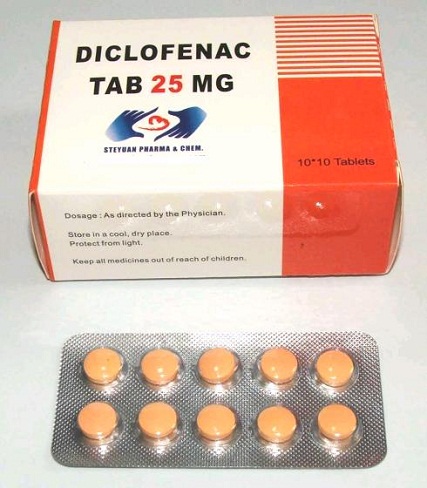 DICLOFENAC
TAB 25 MG
STEYUAN PHARMA & CHEM.
10*10 Tablets
Dosage : As directed by the Physician.
Store in a cool, dry place.
Protect from light.
Keep all medicines out of reach of children.